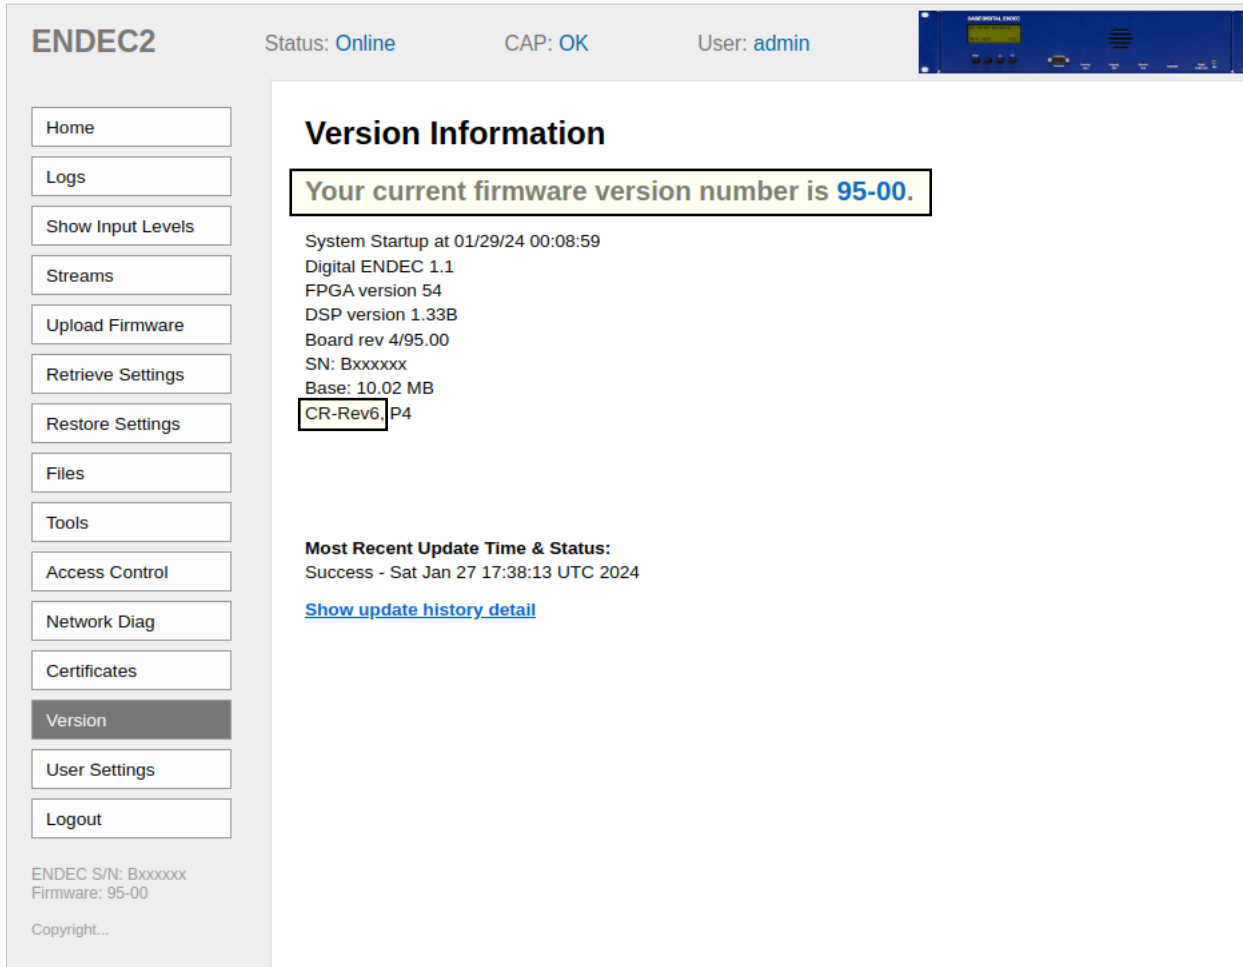 ENDEC2
Status: Online
CAP: OK
User: admin
SAGE DIGITAL ENDEC
Home
Logs
Show Input Levels
Streams
Upload Firmware
Retrieve Settings
Restore Settings
Files
Tools
Access Control
Network Diag
Certificates
Version
User Settings
Logout
ENDEC S/N: Bxxxxxx
Firmware: 95-00
Copyright...
Version Information
Your current firmware version number is 95-00.
System Startup at 01/29/24 00:08:59
Digital ENDEC 1.1
FPGA version 54
DSP version 1.33B
Board rev 4/95.00
SN: Bxxxxxx
Base: 10.02 MB
CR-Rev6, P4
Most Recent Update Time & Status:
Success - Sat Jan 27 17:38:13 UTC 2024
Show update history detail